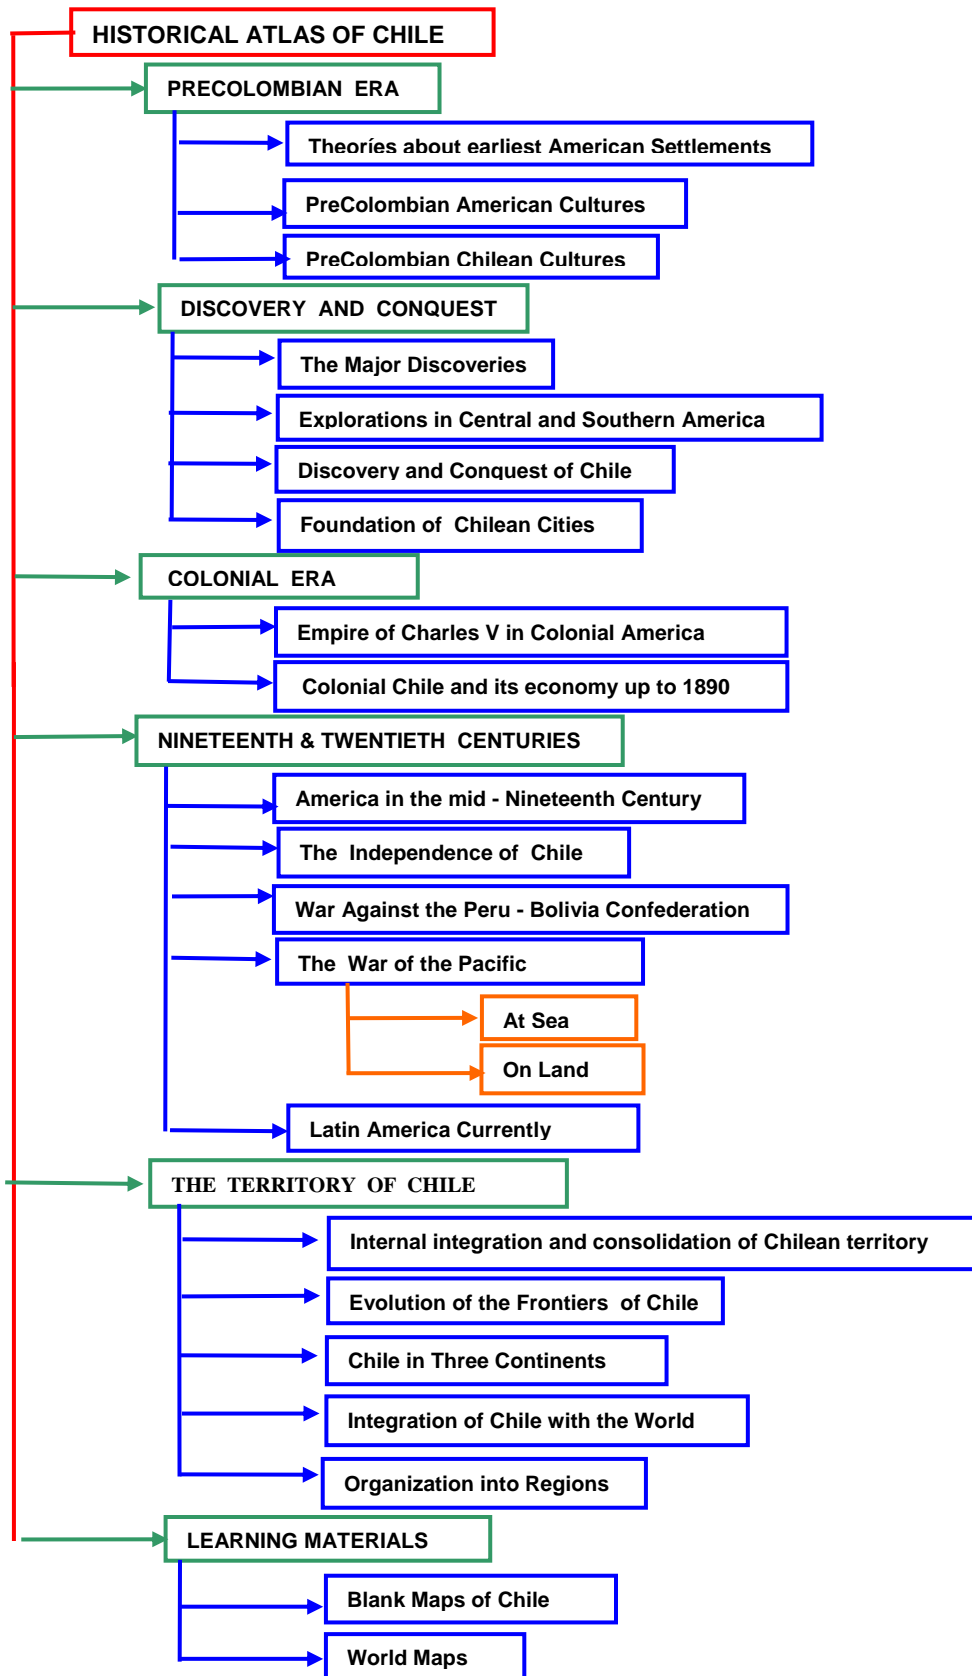 HISTORICAL ATLAS OF CHILE
PRECOLOMBIAN ERA
Theoríes about earliest American Settlements
PreColombian American Cultures
PreColombian Chilean Cultures
DISCOVERY AND CONQUEST
The Major Discoveries
Explorations in Central and Southern America
Discovery and Conquest of Chile
Foundation of Chilean Cities
COLONIAL ERA
Empire of Charles V in Colonial America
Colonial Chile and its economy up to 1890
NINETEENTH & TWENTIETH CENTURIES
America in the mid - Nineteenth Century
The Independence of Chile
War Against the Peru - Bolivia Confederation
The War of the Pacific
At Sea
On Land
Latin America Currently
THE TERRITORY OF CHILE
Internal integration and consolidation of Chilean territory
Evolution of the Frontiers of Chile
Chile in Three Continents
Integration of Chile with the World
Organization into Regions
LEARNING MATERIALS
Blank Maps of Chile
World Maps